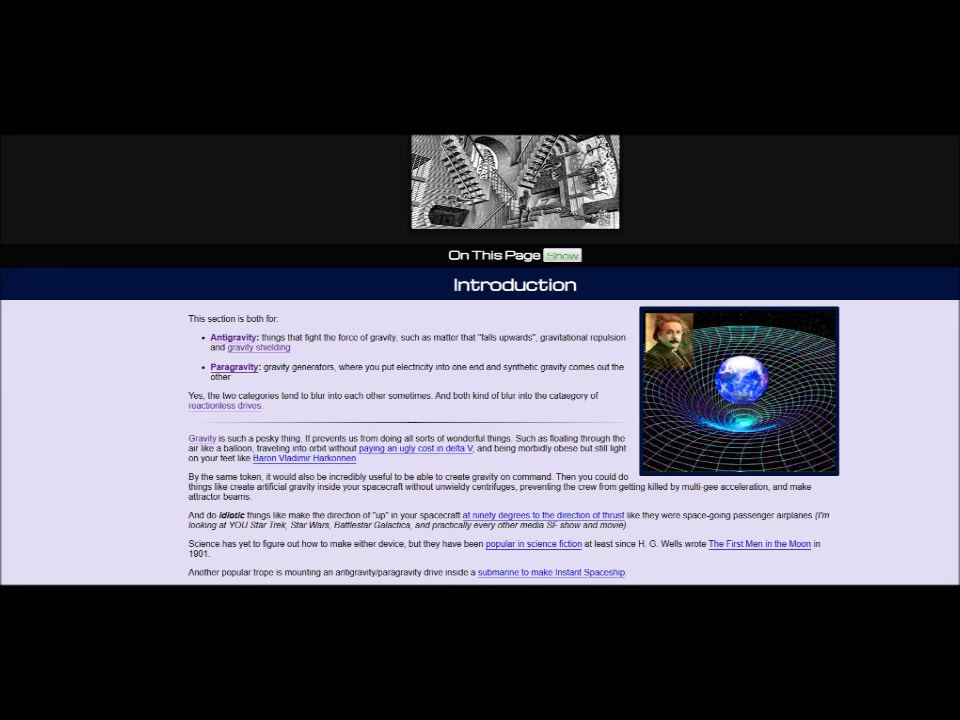 On This Page Show
Introduction
This section is both for:
• Antigravity: things that fight the force of gravity, such as matter that "falls upwards", gravitational repulsion
and gravity shielding
• Paragravity: gravity generators, where you put electricity into one end and synthetic gravity comes out the
other
Yes, the two categories tend to blur into each other sometimes. And both kind of blur into the cataegory of
reactionless drives.
Gravity is such a pesky thing. It prevents us from doing all sorts of wonderful things. Such as floating through the
air like a balloon, traveling into orbit without paying an ugly cost in delta V, and being morbidly obese but still light
on your feet like Baron Vladimir Harkonnen.
By the same token, it would also be incredibly useful to be able to create gravity on command. Then you could do
things like create artificial gravity inside your spacecraft without unwieldy centrifuges, preventing the crew from getting killed by multi-gee acceleration, and make
attractor beams.
And do idiotic things like make the direction of "up" in your spacecraft at ninety degrees to the direction of thrust like they were space-going passenger airplanes (I'm
looking at YOU Star Trek, Star Wars, Battlestar Galactica, and practically every other media SF show and movie)
Science has yet to figure out how to make either device, but they have been popular in science fiction at least since H. G. Wells wrote The First Men in the Moon in
1901.
Another popular trope is mounting an antigravity/paragravity drive inside a submarine to make Instant Spaceship.